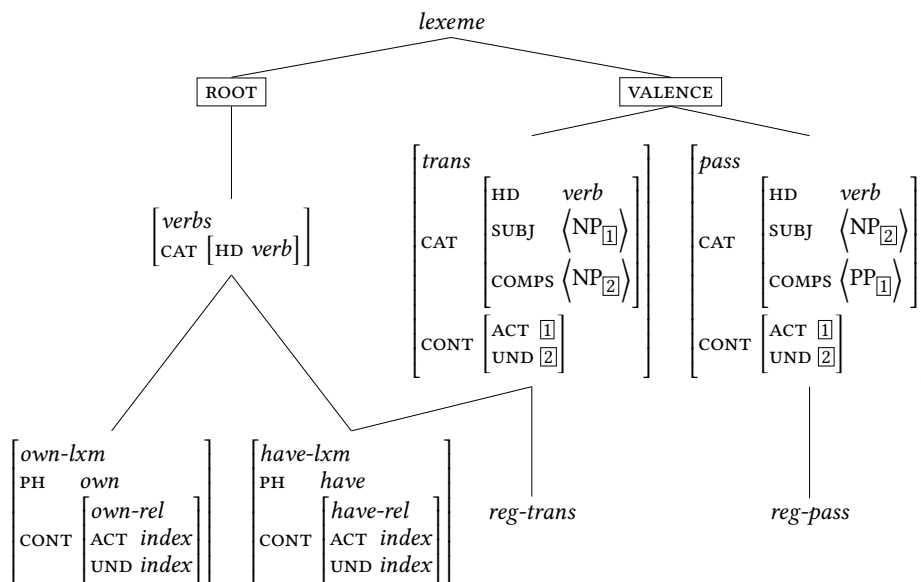 lexeme
ROOT
VALENCE
verbs
CAT [HD verb]
trans
CAT
HD verb
SUBJ ⟨NP1⟩
COMPS ⟨NP2⟩
CONT
ACT 1
UND 2
pass
CAT
HD verb
SUBJ ⟨NP2⟩
COMPS ⟨PP1⟩
CONT
ACT 1
UND 2
own-lxm
PH own
CONT
own-rel
ACT index
UND index
have-lxm
PH have
CONT
have-rel
ACT index
UND index
reg-trans
reg-pass